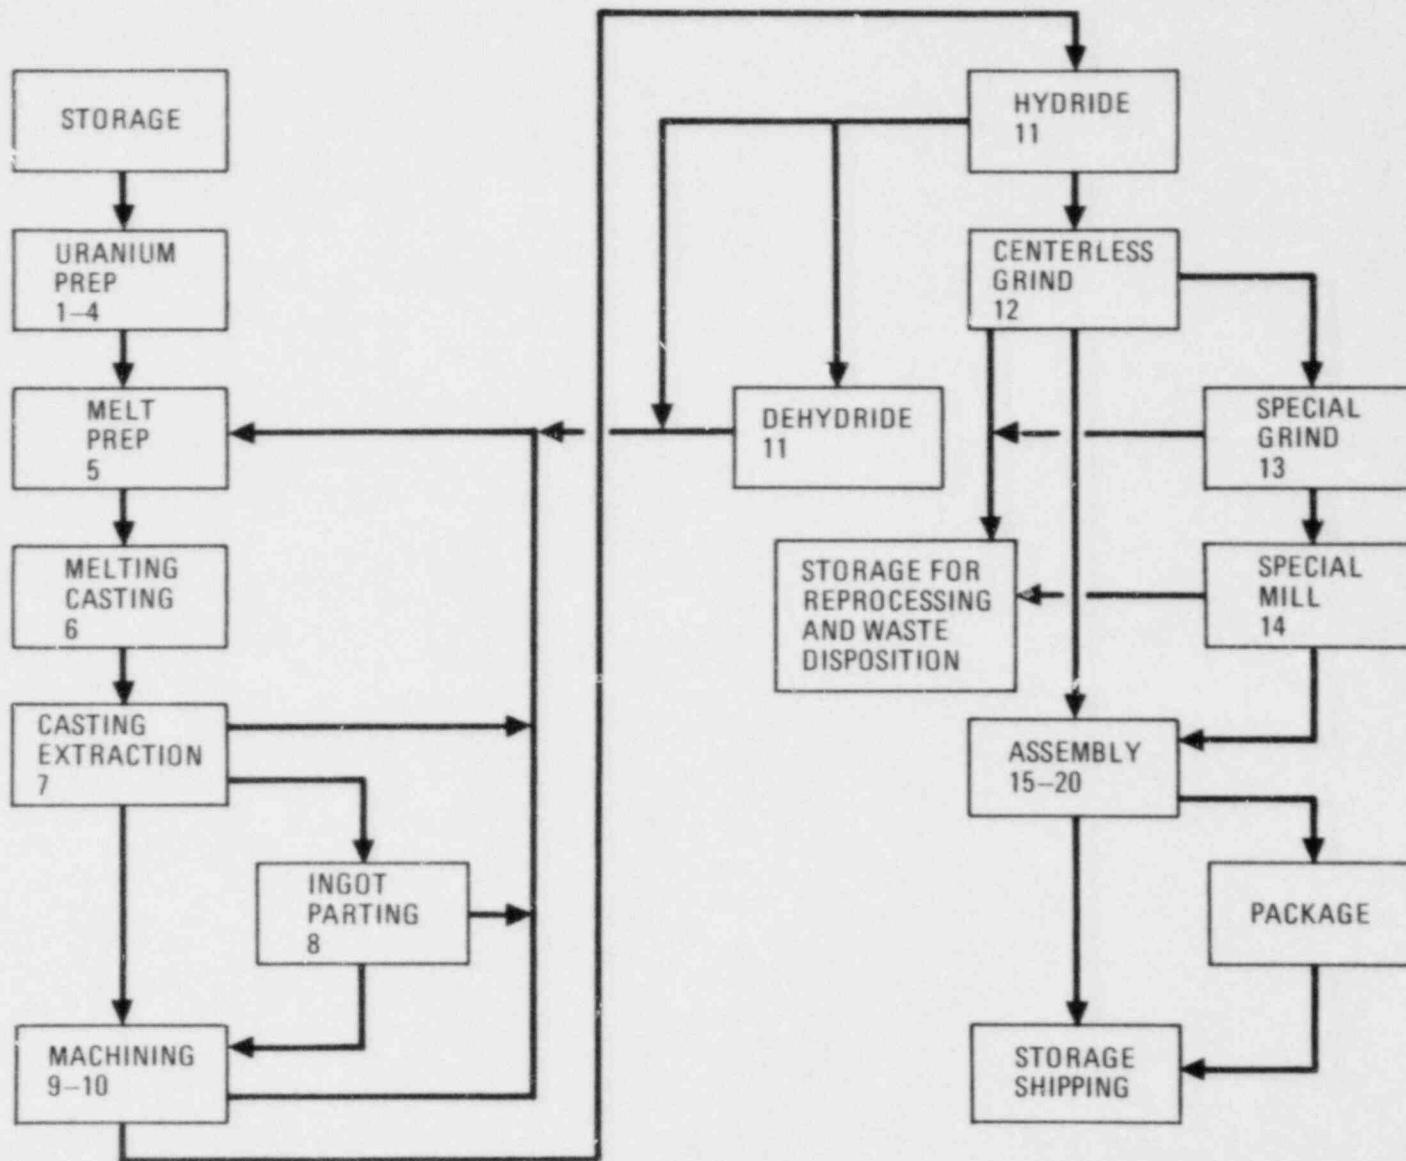 STORAGE
URANIUM
PREP
1–4
MELT
PREP
5
MELTING
CASTING
6
CASTING
EXTRACTION
7
INGOT
PARTING
8
MACHINING
9–10
HYDRIDE
11
CENTERLESS
GRIND
12
DEHYDRIDE
11
SPECIAL
GRIND
13
STORAGE FOR
REPROCESSING
AND WASTE
DISPOSITION
SPECIAL
MILL
14
ASSEMBLY
15–20
PACKAGE
STORAGE
SHIPPING